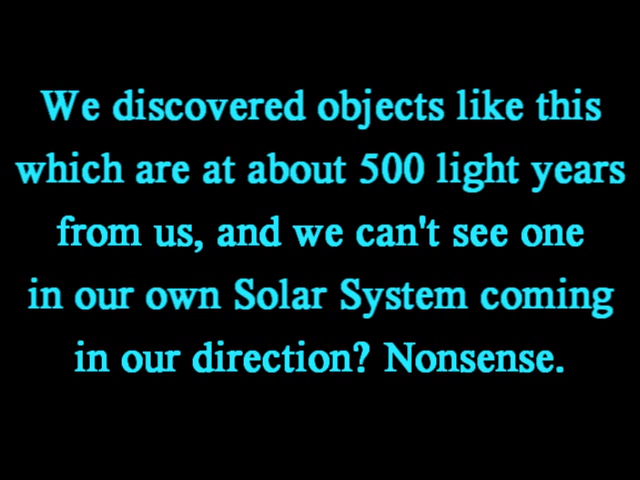 We discovered objects like this
which are at about 500 light years
from us, and we can't see one
in our own Solar System coming
in our direction? Nonsense.